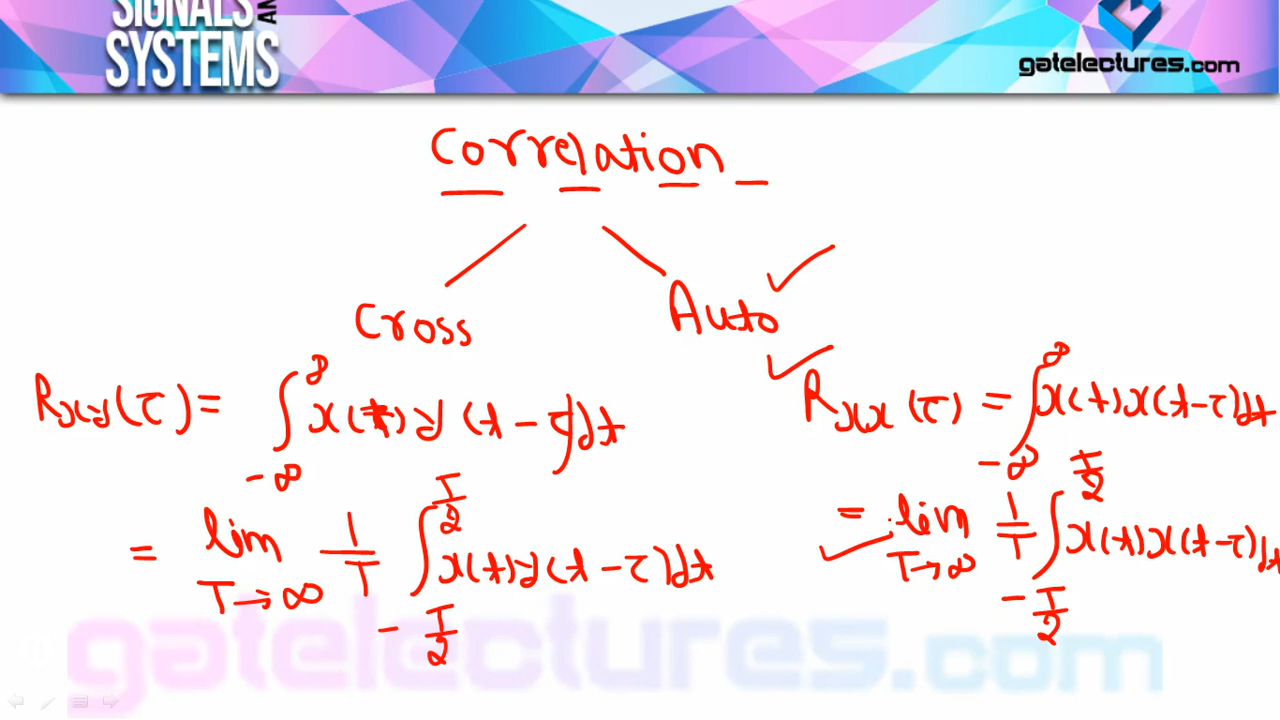 SIGNALS AN
SYSTEMS
gatelectures.com
Correlation
Cross
Auto
Rxy(τ) = ∫_{-∞}^{∞} x(t) y(t-τ)dt
= lim_{T→∞} 1/T ∫_{-T/2}^{T/2} x(t) y(t-τ)dt
Rxx(τ) = ∫_{-∞}^{∞} x(t) x(t-τ)dt
= lim_{T→∞} 1/T ∫_{-T/2}^{T/2} x(t) x(t-τ)dt
gatelectures.com